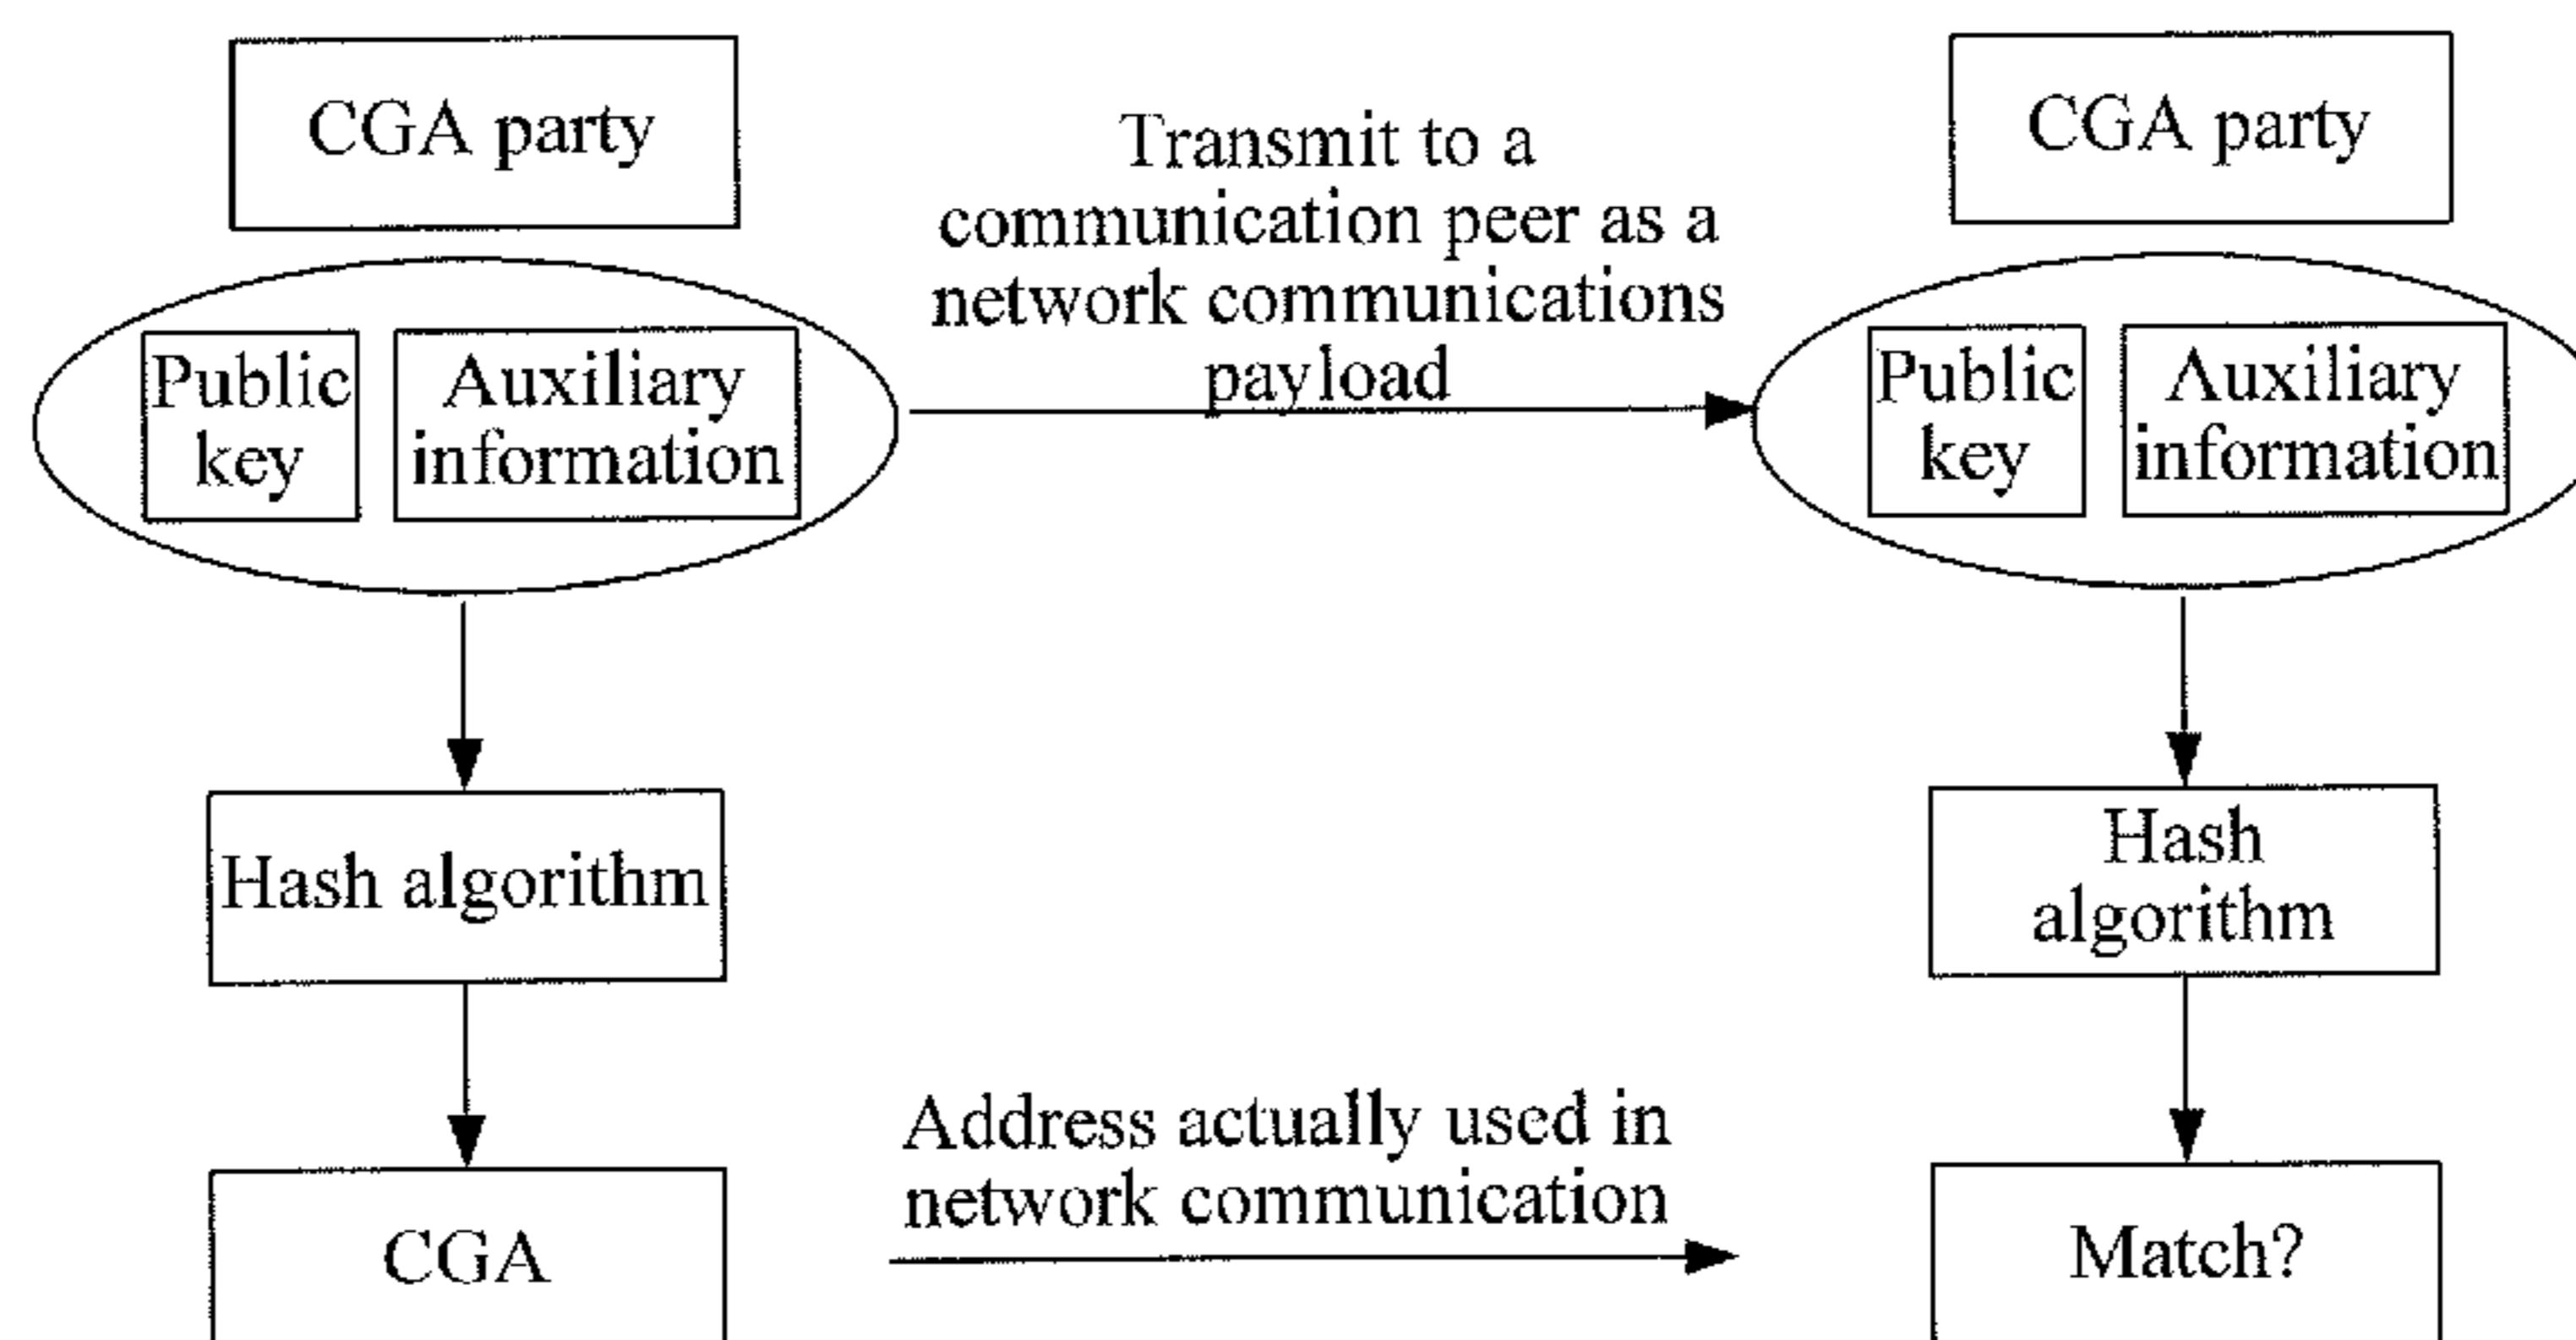 CGA party
Transmit to a
communication peer as a
network communications
payload
CGA party
Public
key
Auxiliary
information
Public
key
Auxiliary
information
Hash algorithm
Hash
algorithm
Address actually used in
network communication
CGA
Match?